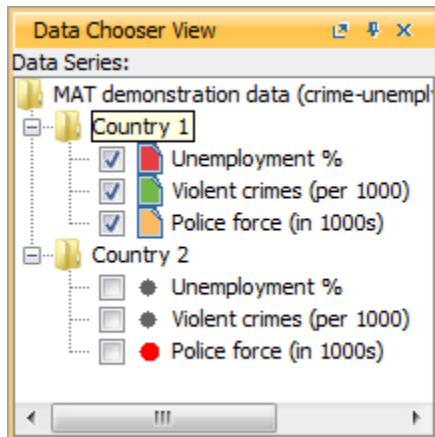 Data Chooser View
Data Series:
MAT demonstration data (crime-unempl
Country 1
Unemployment %
Violent crimes (per 1000)
Police force (in 1000s)
Country 2
Unemployment %
Violent crimes (per 1000)
Police force (in 1000s)